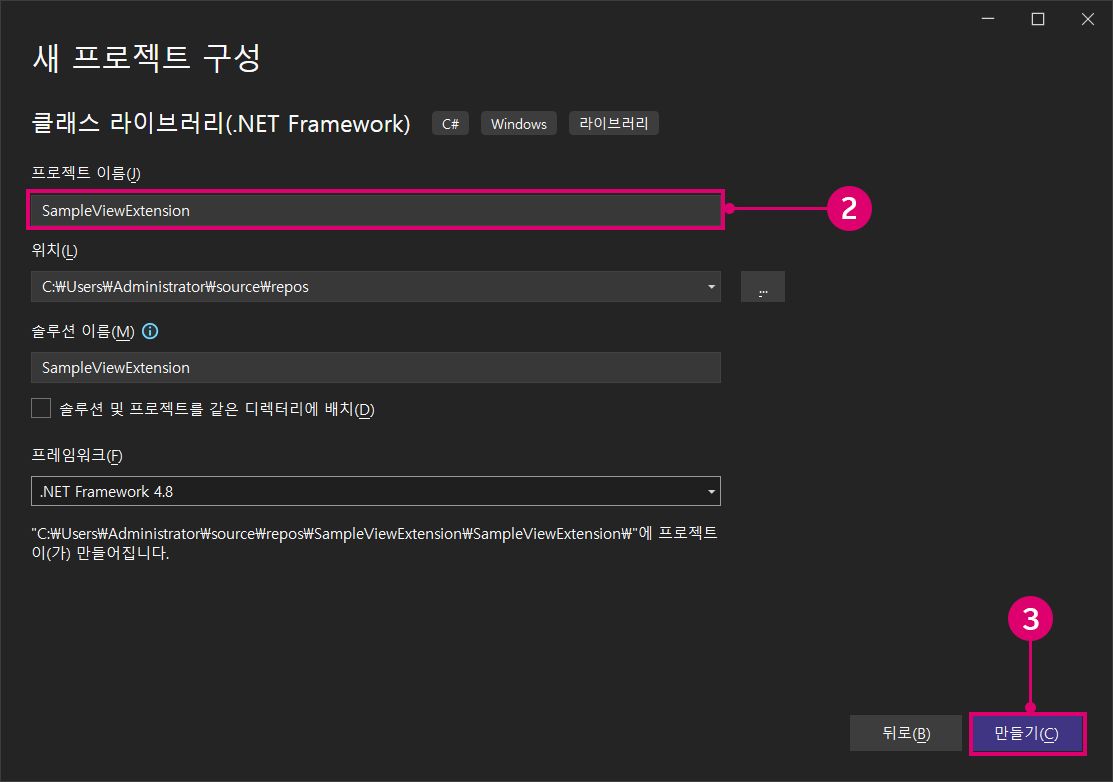 새 프로젝트 구성
클래스 라이브러리(.NET Framework) C# Windows 라이브러리
프로젝트 이름(J)
SampleViewExtension
2
위치(L)
C:₩Users₩Administrator₩source₩repos
...
솔루션 이름(M)
SampleViewExtension
솔루션 및 프로젝트를 같은 디렉터리에 배치(D)
프레임워크(F)
.NET Framework 4.8
"C:₩Users₩Administrator₩source₩repos₩SampleViewExtension₩SampleViewExtension₩"에 프로젝트
이(가) 만들어집니다.
3
뒤로(B) 만들기(C)